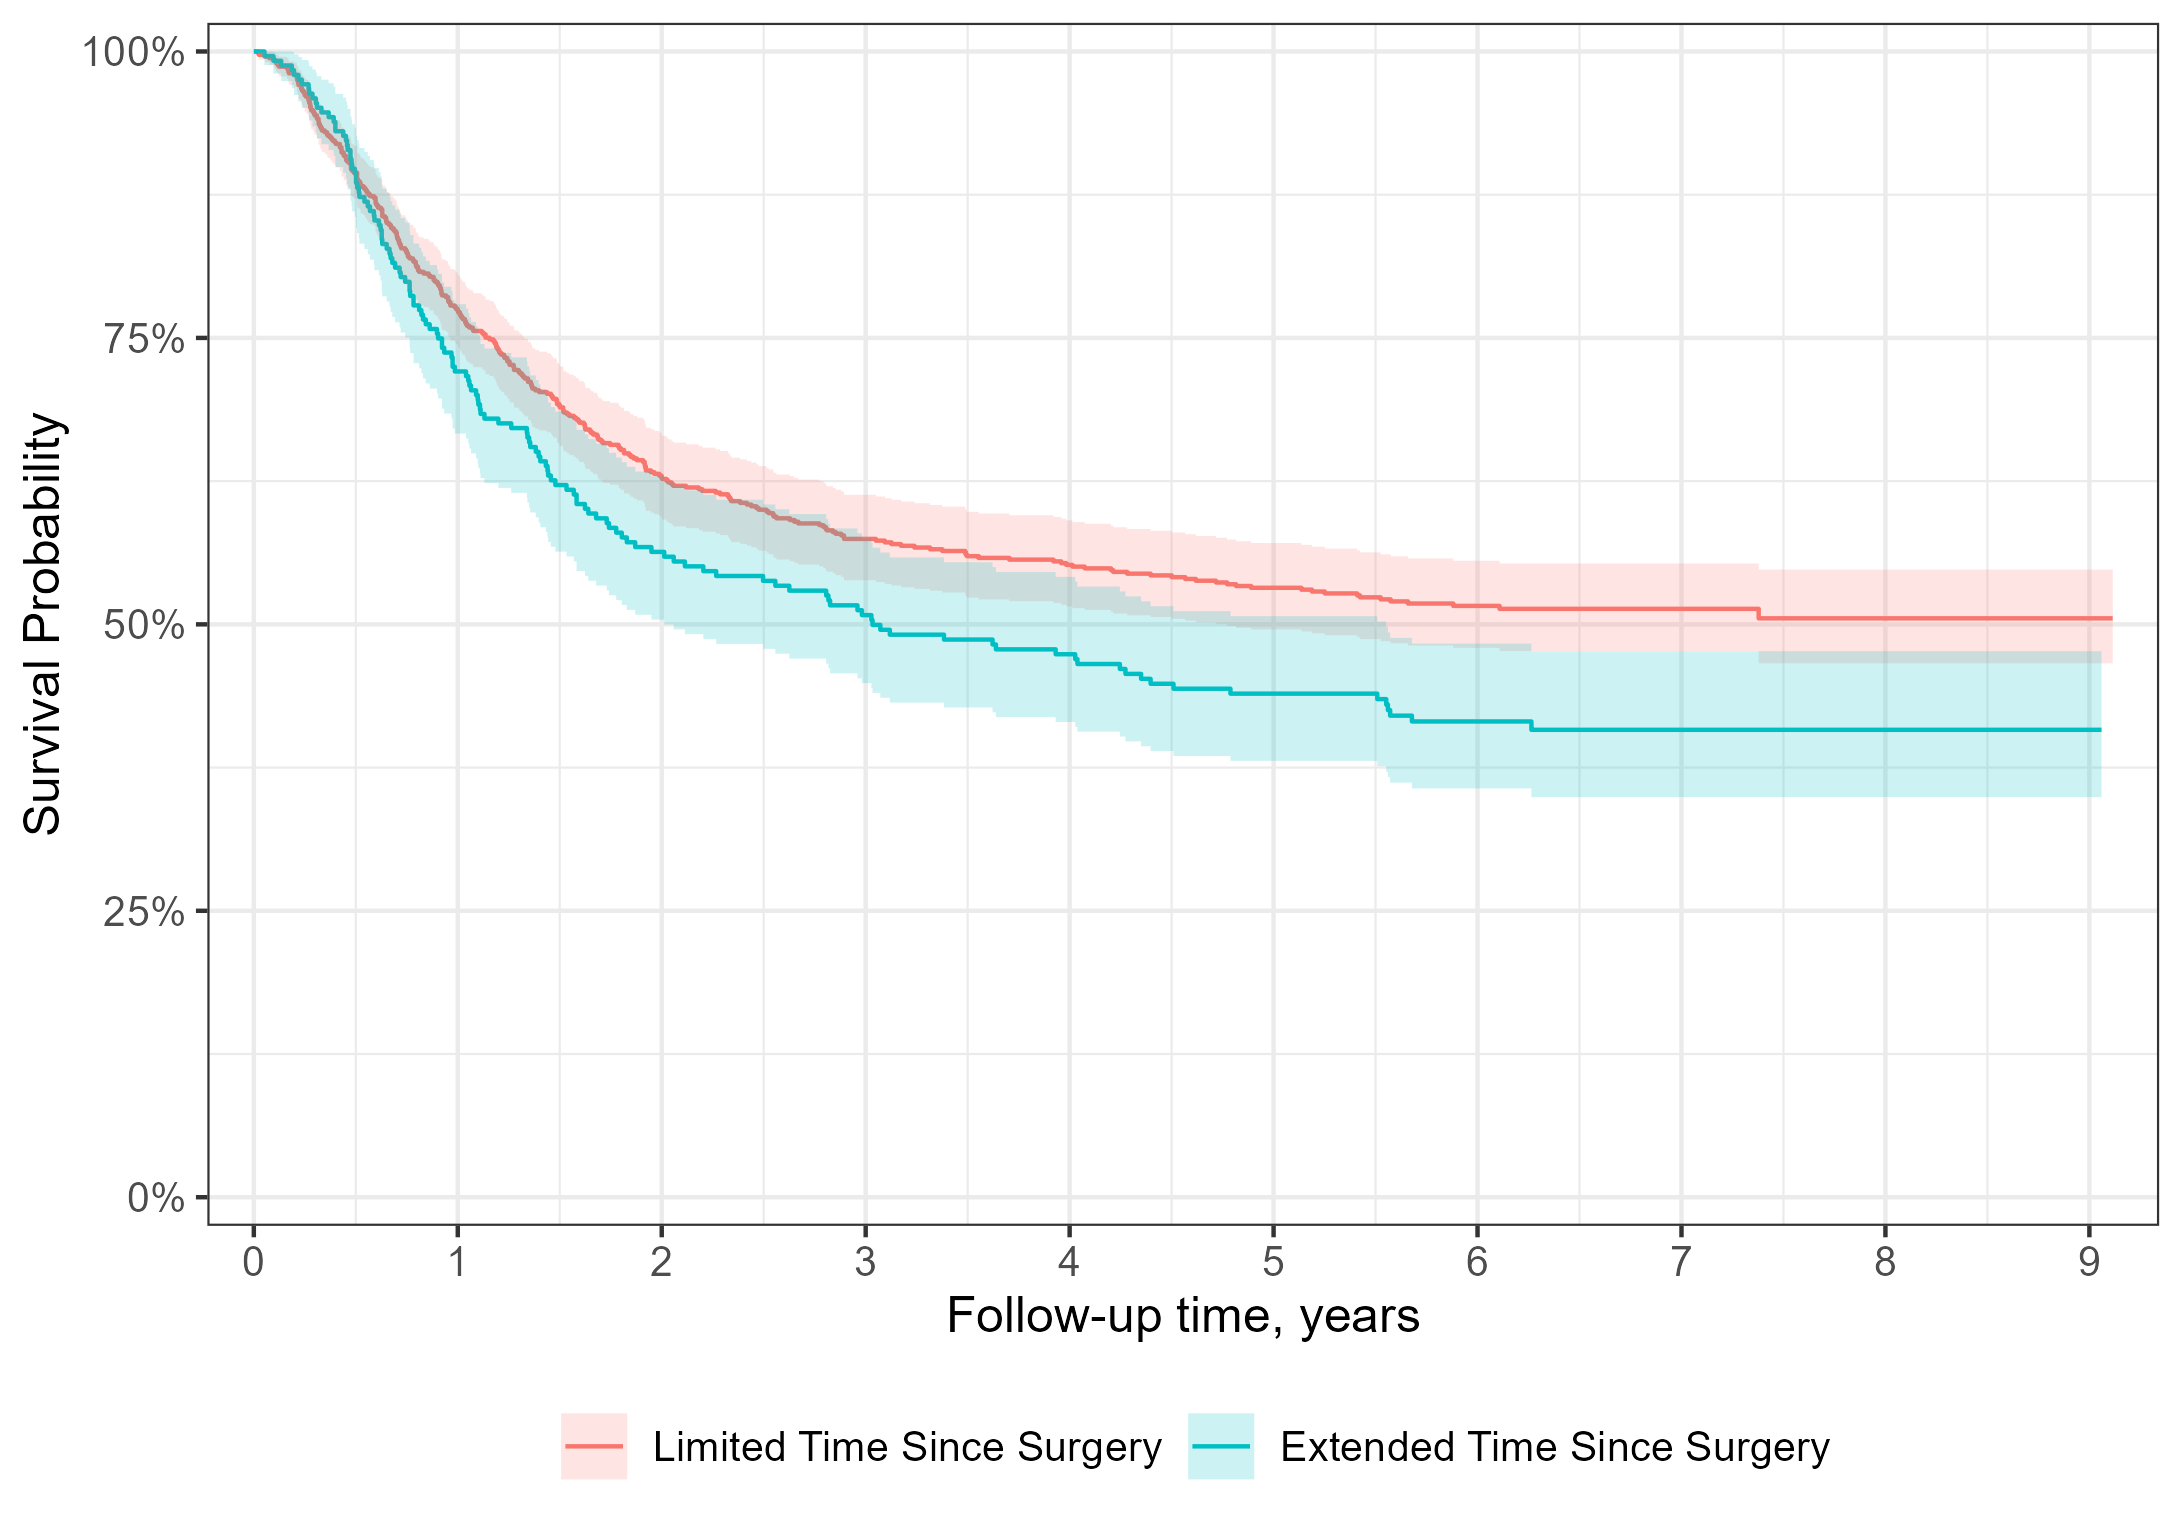 100%
75%
50%
25%
0%
Survival Probability
0 1 2 3 4 5 6 7 8 9
Follow-up time, years
Limited Time Since Surgery Extended Time Since Surgery